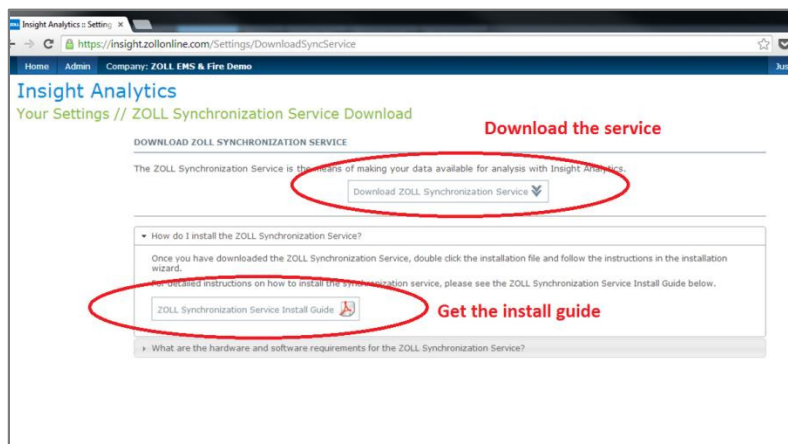 Insight Analytics :: Setting ×
https://insight.zollonline.com/Settings/DownloadSyncService
Home Admin Company: ZOLL EMS & Fire Demo
Insight Analytics
Your Settings // ZOLL Synchronization Service Download
Download the service
DOWNLOAD ZOLL SYNCHRONIZATION SERVICE
The ZOLL Synchronization Service is the means of making your data available for analysis with Insight Analytics.
Download ZOLL Synchronization Service
How do I install the ZOLL Synchronization Service?
Once you have downloaded the ZOLL Synchronization Service, double click the installation file and follow the instructions in the installation
wizard.
For detailed instructions on how to install the synchronization service, please see the ZOLL Synchronization Service Install Guide below.
ZOLL Synchronization Service Install Guide
Get the install guide
What are the hardware and software requirements for the ZOLL Synchronization Service?